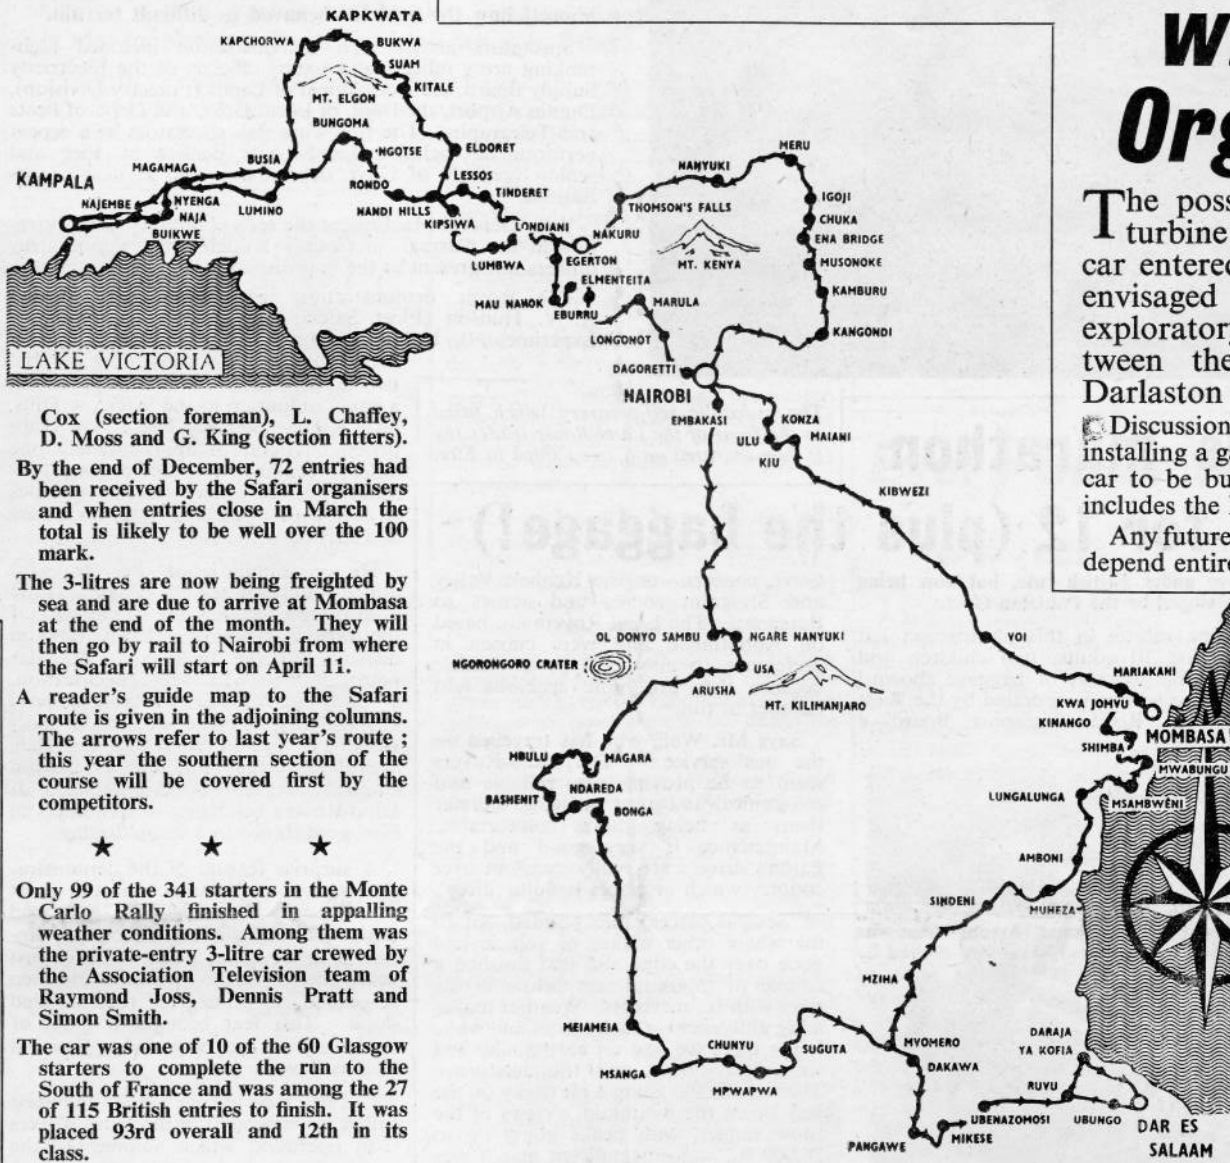 KAPKWATA
KAPCHORWA
BUKWA
SUAM
KITALE
MT. ELGON
BUNGOMA
NGOTSE
ELDORET
BUSIA
MAGAMAGA
LESSOS
RONDO
TINDERET
KAMPALA
NAJEMBE
NYENGA
NAJA
BUIKWE
LUMINO
NANDI HILLS
KIPSIWA
LONDIANI
LUMBWA
NAKURU
EGERTON
ELMENTEITA
MAU NAROK
EBURRU
LAKE VICTORIA
MERU
NANYUKI
THOMSON'S FALLS
IGOJI
CHUKA
ENA BRIDGE
MUSONOKE
MT. KENYA
KAMBURU
KANGONDI
MARULA
LONGONOT
DAGORETTI
NAIROBI
EMBAKASI
KONZA
ULU
MAIANI
KIU
KIBWEZI
VOI
MARIAKANI
KWA JOMVU
KINANGO
MOMBASA
SHIMBA
MWABUNGU
MSAMBWENI
LUNGALUNGA
AMBONI
MUHEZA
SINDENI
MZIHA
OL DONYO SAMBU
NGARE NANYUKI
NGORONGORO CRATER
USA
ARUSHA
MT. KILIMANJARO
MBULU
MAGARA
DASHENIT
NDAREDA
BONGA
MEIAMEIA
MSANGA
CHUNYU
MPWAPWA
SUGUTA
MYOMERO
DAKAWA
PANGAWE
MIKESE
UBENAZOMOSI
RUVU
UBUNGO
DARAJA
YA KOFIA
DAR ES
SALAAM
Cox (section foreman), L. Chaffey,
D. Moss and G. King (section fitters).
By the end of December, 72 entries had
been received by the Safari organisers
and when entries close in March the
total is likely to be well over the 100
mark.
The 3-litres are now being freighted by
sea and are due to arrive at Mombasa
at the end of the month. They will
then go by rail to Nairobi from where
the Safari will start on April 11.
A reader's guide map to the Safari
route is given in the adjoining columns.
The arrows refer to last year's route ;
this year the southern section of the
course will be covered first by the
competitors.
★ ★ ★
Only 99 of the 341 starters in the Monte
Carlo Rally finished in appalling
weather conditions. Among them was
the private-entry 3-litre car crewed by
the Association Television team of
Raymond Joss, Dennis Pratt and
Simon Smith.
The car was one of 10 of the 60 Glasgow
starters to complete the run to the
South of France and was among the 27
of 115 British entries to finish. It was
placed 93rd overall and 12th in its
class.
Org
The poss
turbine
car entered
envisaged
exploratory
tween the
Darlaston
Discussion
installing a ga
car to be bu
includes the
Any future
depend entire